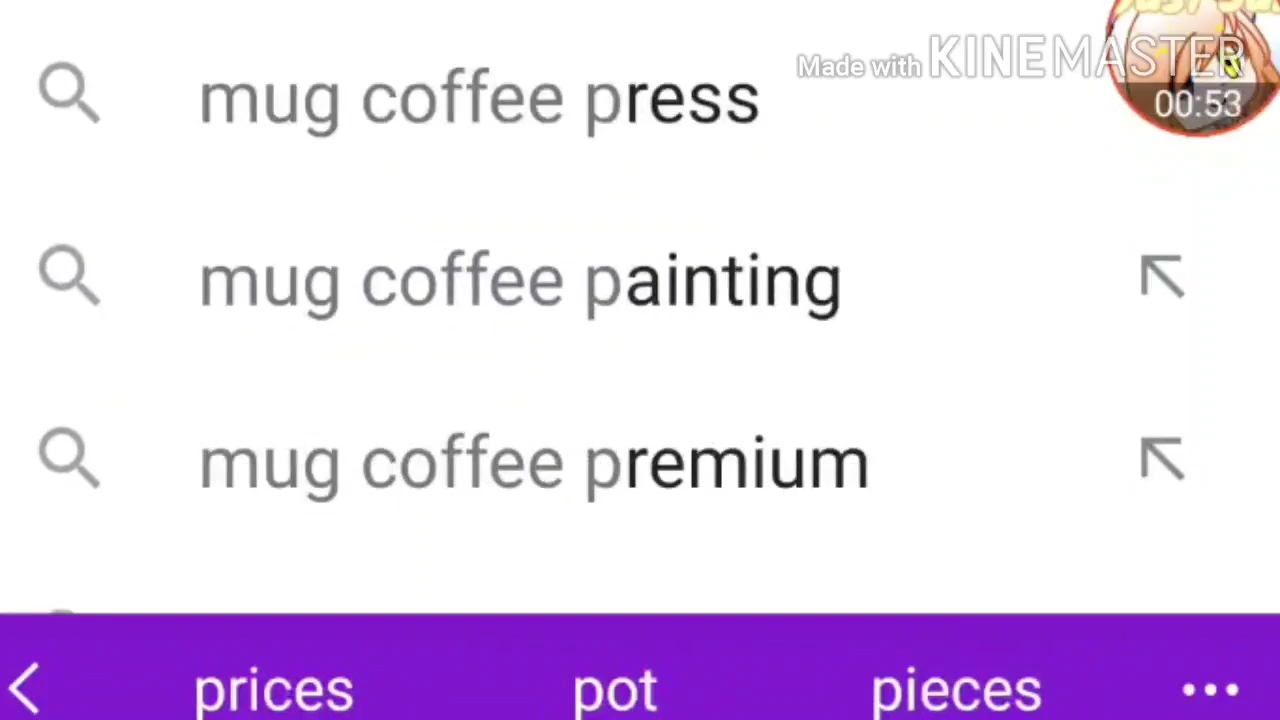 Made with KINEMASTER
00:53
mug coffee press
mug coffee painting
mug coffee premium
prices pot pieces